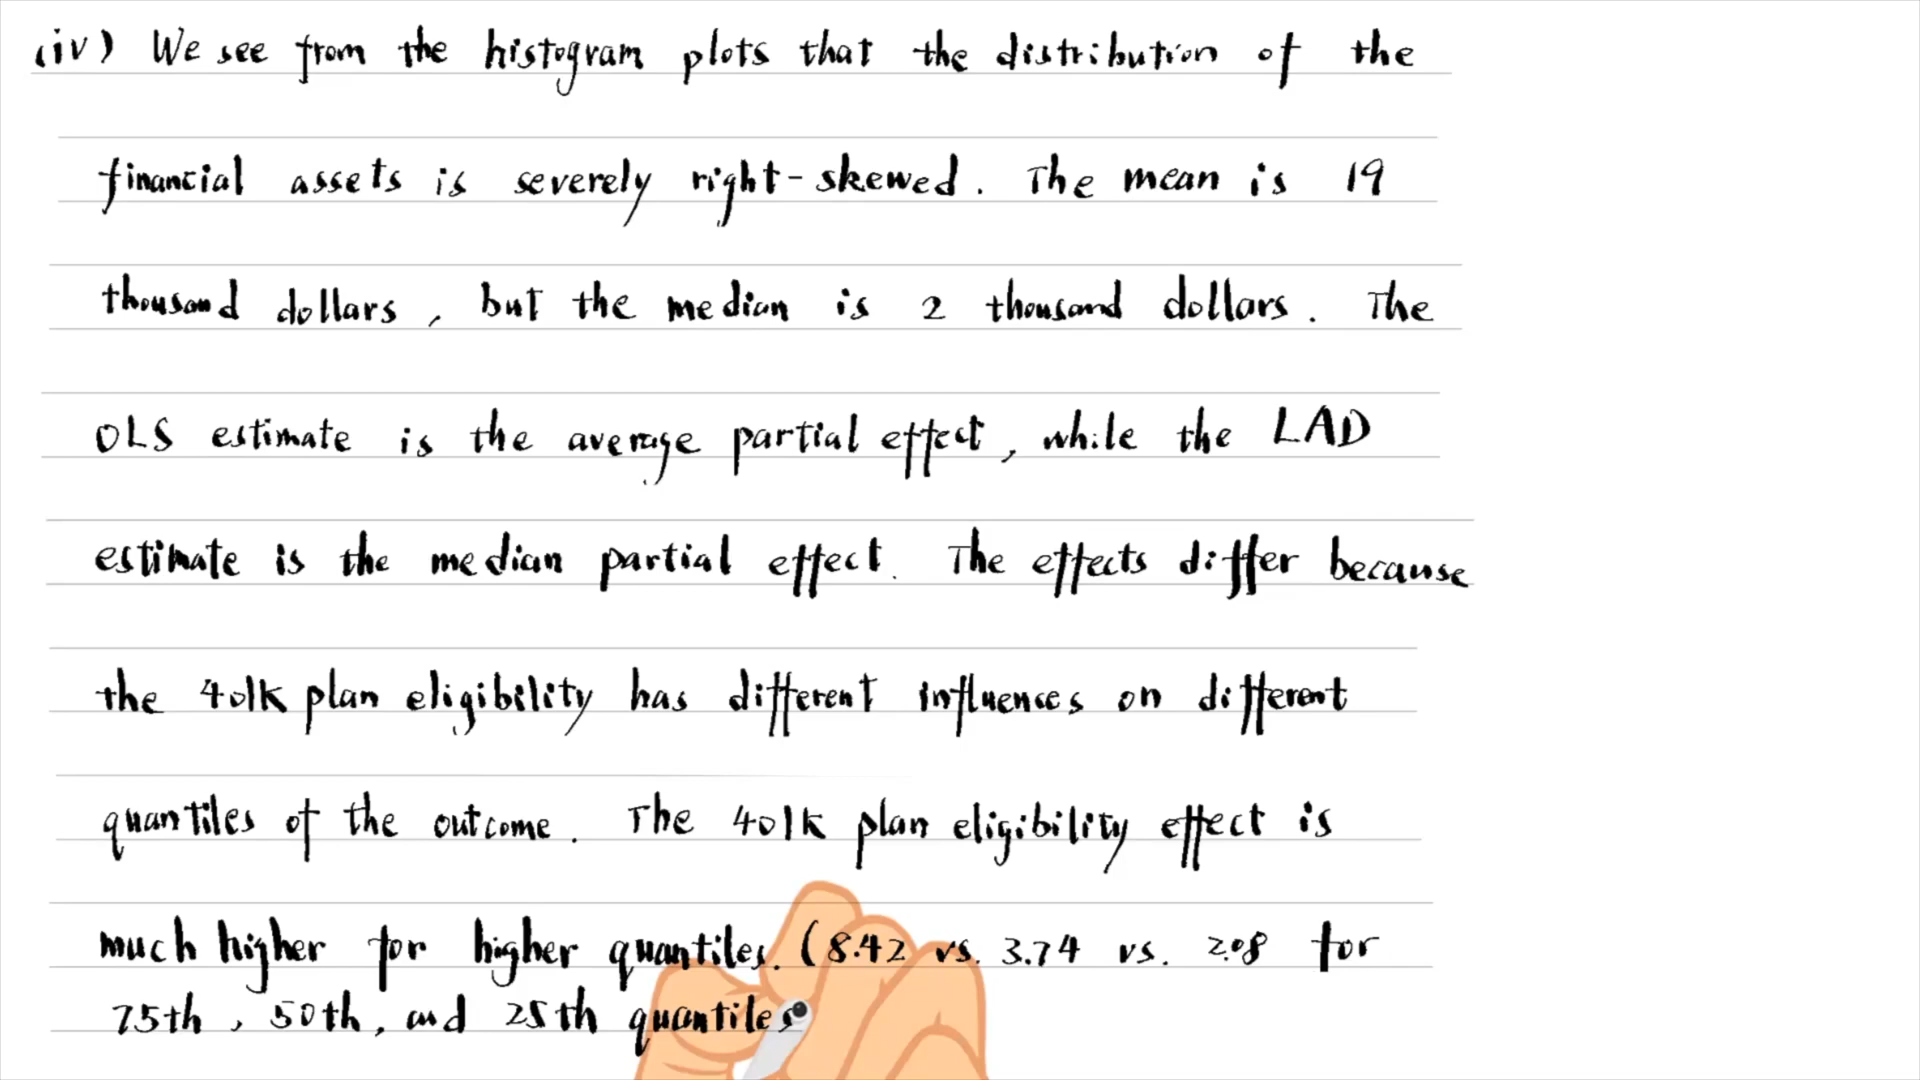 (iv) We see from the histogram plots that the distribution of the
financial assets is severely right-skewed. The mean is 19
thousand dollars, but the median is 2 thousand dollars. The
OLS estimate is the average partial effect, while the LAD
estimate is the median partial effect. The effects differ because
the 401k plan eligibility has different influences on different
quantiles of the outcome. The 401k plan eligibility effect is
much higher for higher quantiles. (8.42 vs. 3.74 vs. 2.08 for
75th, 50th, and 25th quantiles